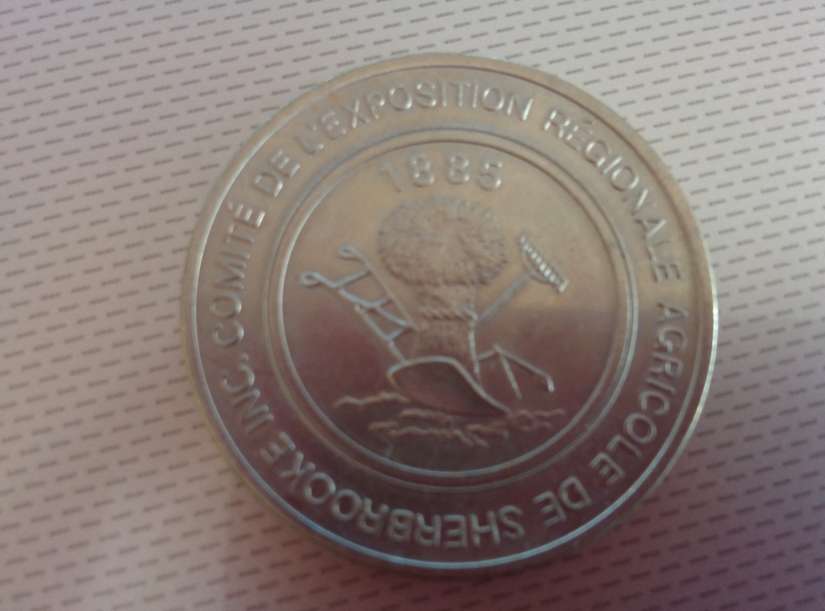 COMITÉ DE L'EXPOSITION RÉGIONALE AGRICOLE DE SHERBROOKE INC.
1885